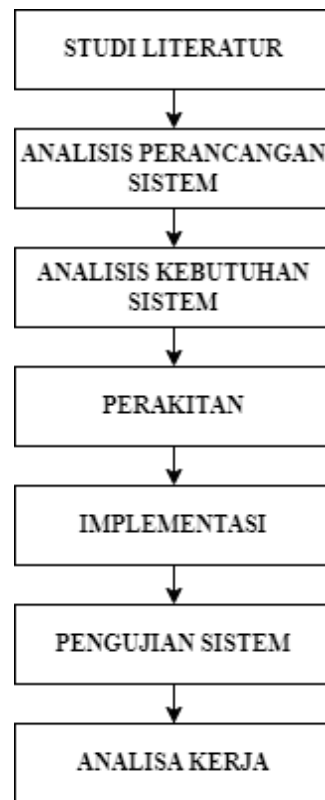 STUDI LITERATUR
ANALISIS PERANCANGAN
SISTEM
ANALISIS KEBUTUHAN
SISTEM
PERAKITAN
IMPLEMENTASI
PENGUJIAN SISTEM
ANALISA KERJA